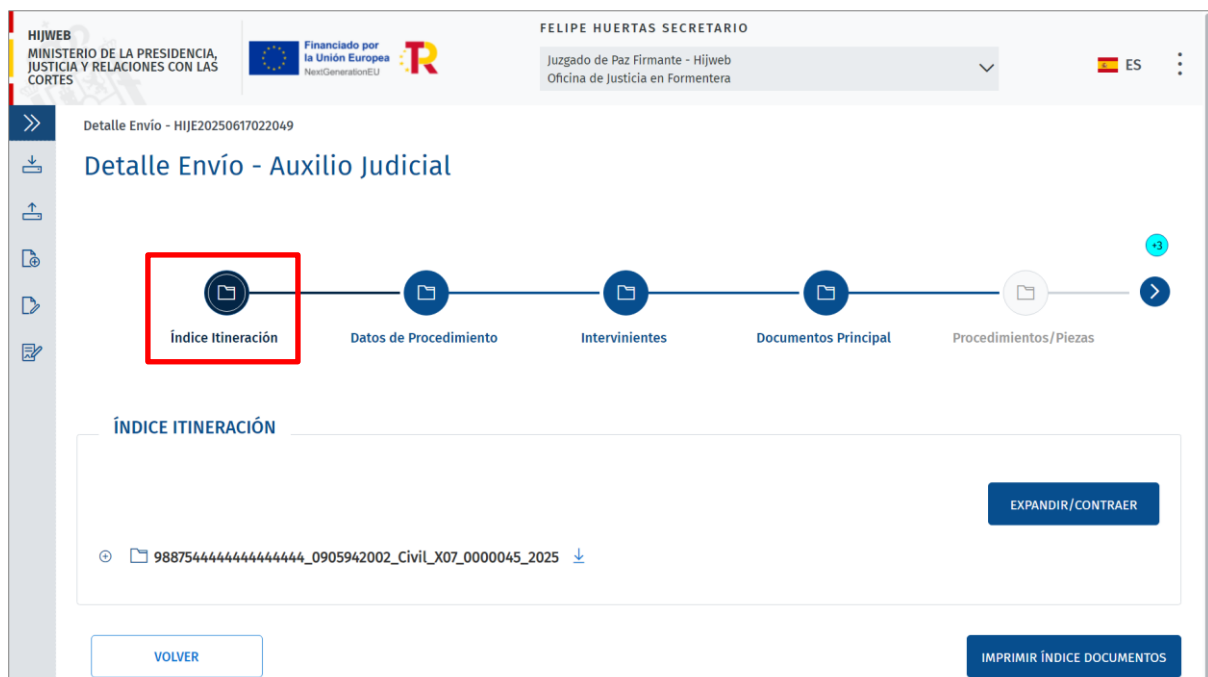 HIJWEB
MINISTERIO DE LA PRESIDENCIA,
JUSTICIA Y RELACIONES CON LAS
CORTES
Financiado por
la Unión Europea
NextGenerationEU
FELIPE HUERTAS SECRETARIO
Juzgado de Paz Firmante - Hijweb
Oficina de Justicia en Formentera
ES
Detalle Envío - HIJE20250617022049
Detalle Envío - Auxilio Judicial
+3
Índice Itineración
Datos de Procedimiento
Intervinientes
Documentos Principal
Procedimientos/Piezas
ÍNDICE ITINERACIÓN
EXPANDIR/CONTRAER
9887544444444444444_0905942002_Civil_X07_0000045_2025
VOLVER
IMPRIMIR ÍNDICE DOCUMENTOS